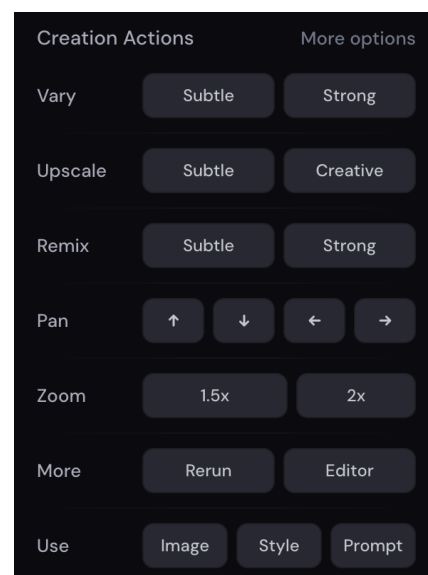 Creation Actions More options
Vary Subtle Strong
Upscale Subtle Creative
Remix Subtle Strong
Pan ↑ ↓ ← →
Zoom 1.5x 2x
More Rerun Editor
Use Image Style Prompt